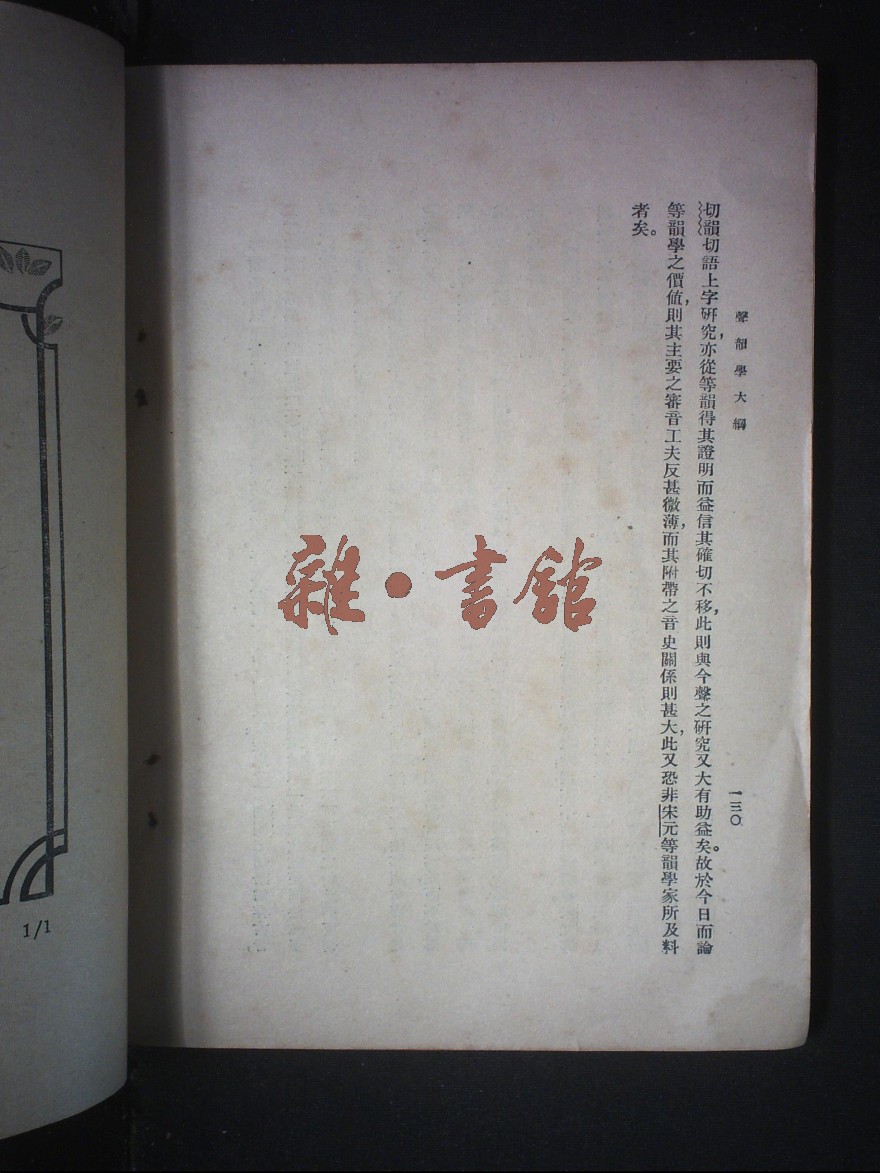 聲韻學大綱
一三〇
切韻切語上字研究,亦從等韻得其證明而益信其確切不移,此則與今聲之研究又大有助益矣。故於今日而論
等韻學之價値,則其主要之審音工夫反甚微薄,而其附帶之音史關係則甚大,此又恐非宋元等韻學家所及料
者矣。
雜·書館
1/1